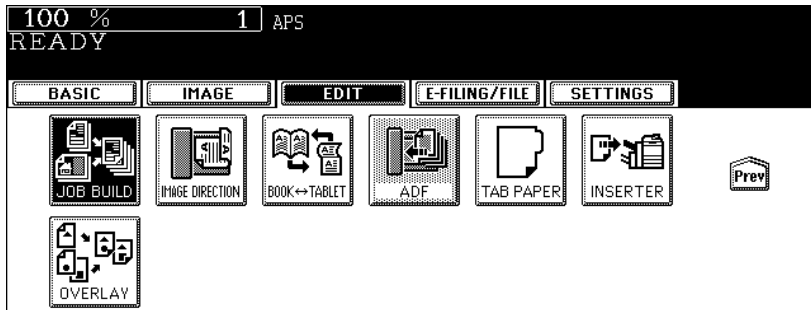 100 % 1 APS
READY
BASIC IMAGE EDIT E-FILING/FILE SETTINGS
JOB BUILD IMAGE DIRECTION BOOK↔TABLET ADF TAB PAPER INSERTER Prev
OVERLAY